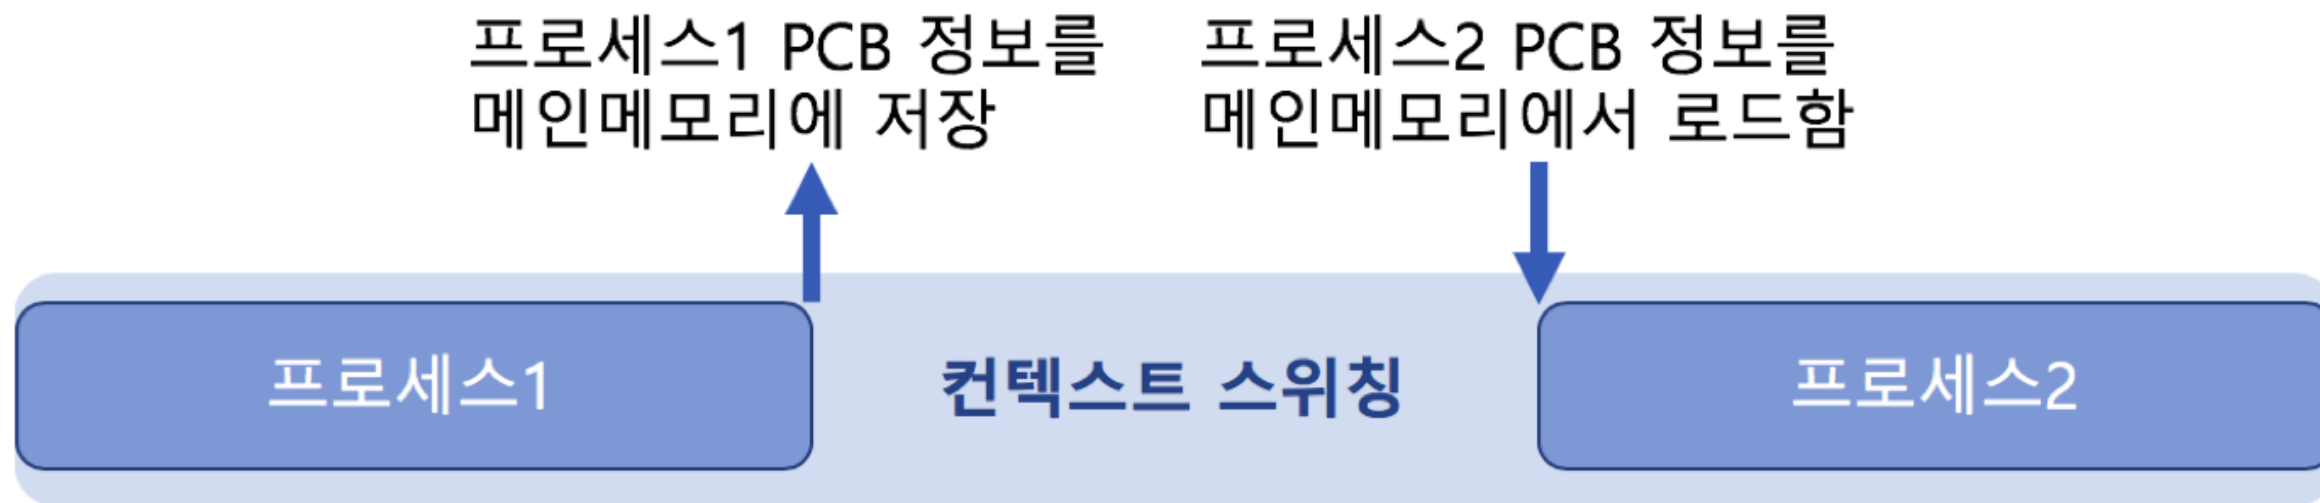 프로세스1 PCB 정보를
메인메모리에 저장
프로세스2 PCB 정보를
메인메모리에서 로드함
프로세스1
컨텍스트 스위칭
프로세스2